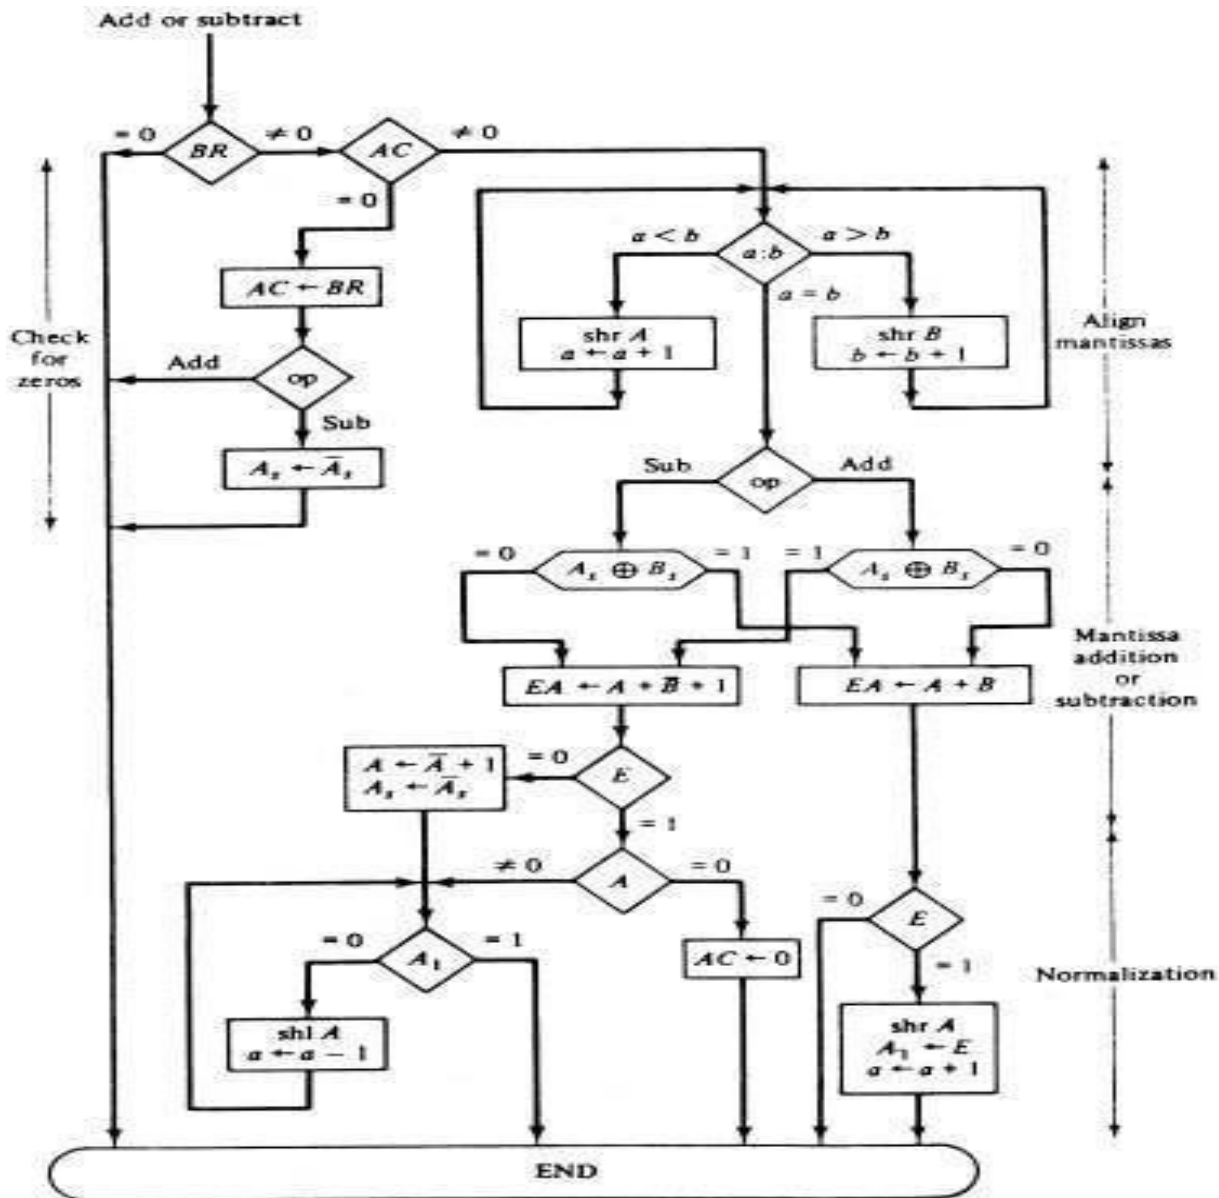 Add or subtract
= 0
BR
≠ 0
AC
≠ 0
= 0
AC ← BR
Check
for
zeros
Add
op
Sub
A_s ← A̅_s
a < b
a:b
a > b
a = b
shr A
a ← a + 1
shr B
b ← b + 1
Align
mantissas
Sub
op
Add
= 0
A_s ⊕ B_s
= 1
= 1
A_s ⊕ B_s
= 0
EA ← A + B̅ + 1
EA ← A + B
Mantissa
addition
or
subtraction
A ← A̅ + 1
A_s ← A̅_s
= 0
E
= 1
≠ 0
A
= 0
= 0
E
= 1
= 0
A_1
= 1
AC ← 0
shl A
a ← a − 1
shr A
A_1 ← E
a ← a + 1
Normalization
END